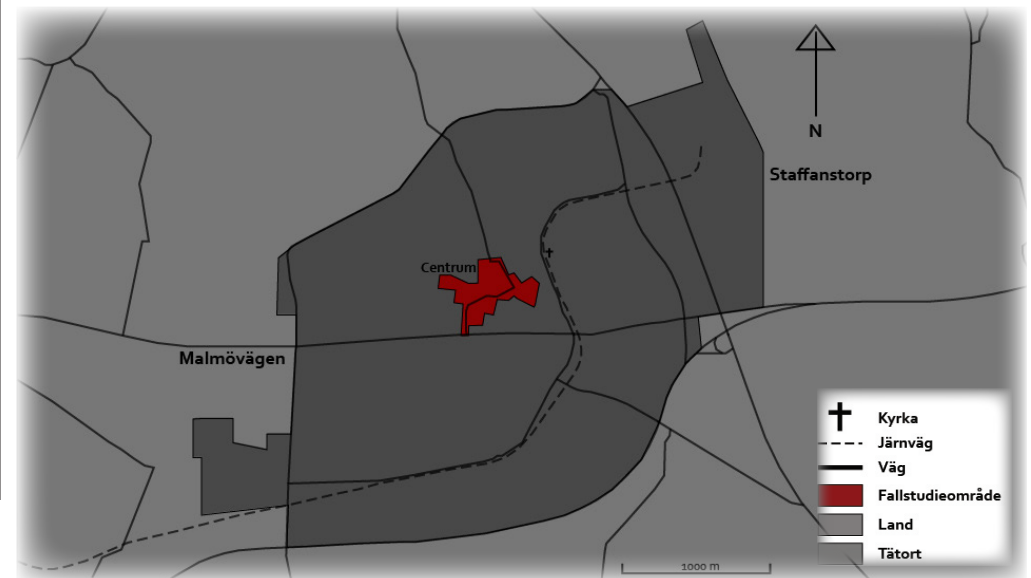 N
Staffanstorp
Centrum
Malmövägen
Kyrka
Järnväg
Väg
Fallstudieområde
Land
Tätort
1000 m